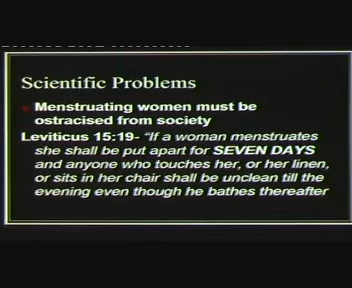 Scientific Problems
Menstruating women must be
ostracised from society
Leviticus 15:19- "If a woman menstruates
she shall be put apart for SEVEN DAYS
and anyone who touches her, or her linen,
or sits in her chair shall be unclean till the
evening even though he bathes thereafter